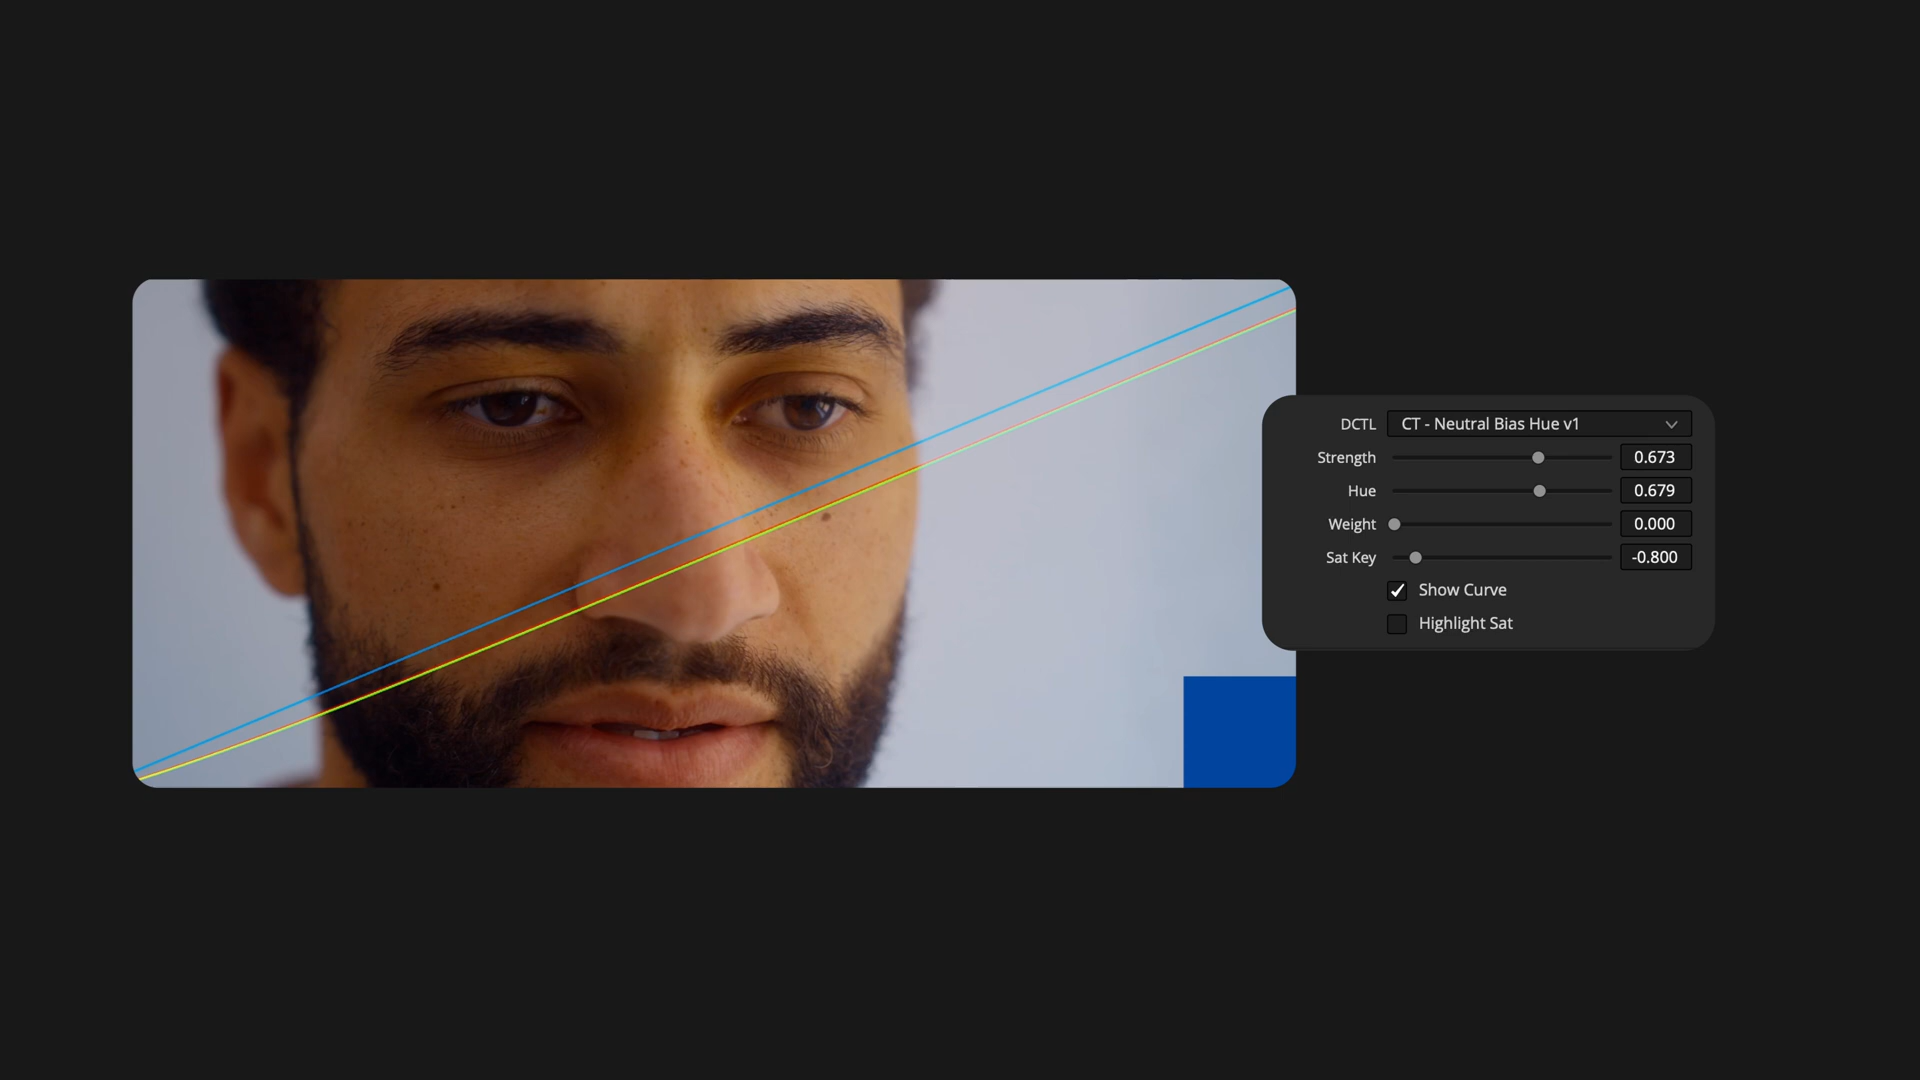 DCTL CT - Neutral Bias Hue v1
Strength 0.673
Hue 0.679
Weight 0.000
Sat Key -0.800
Show Curve
Highlight Sat